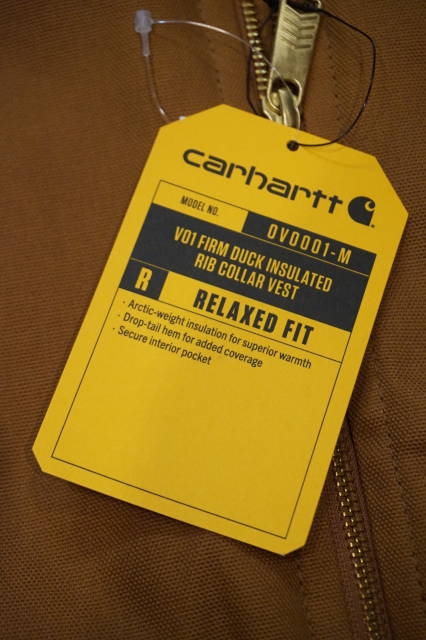 carhartt
MODEL NO.
OV0001-M
V01 FIRM DUCK INSULATED
RIB COLLAR VEST
R
RELAXED FIT
· Arctic-weight insulation for superior warmth
· Drop-tail hem for added coverage
· Secure interior pocket